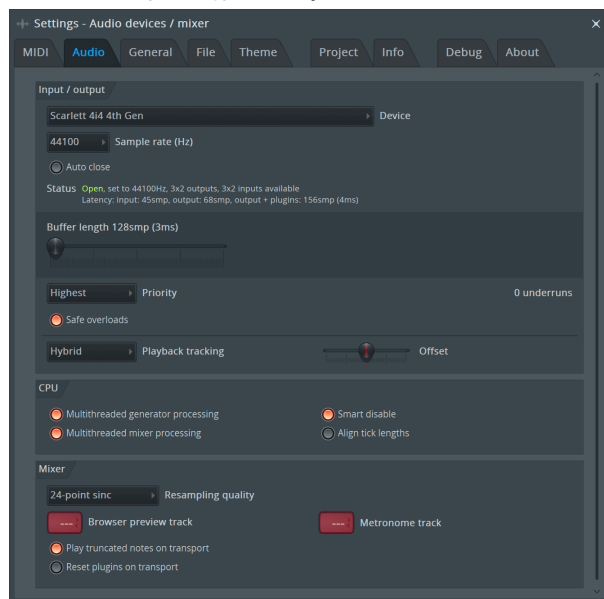 Settings - Audio devices / mixer
MIDI Audio General File Theme Project Info Debug About
Input / output
Scarlett 4i4 4th Gen Device
44100 Sample rate (Hz)
Auto close
Status Open, set to 44100Hz, 3x2 outputs, 3x2 inputs available
Latency: input: 45smp, output: 68smp, output + plugins: 156smp (4ms)
Buffer length 128smp (3ms)
Highest Priority 0 underruns
Safe overloads
Hybrid Playback tracking Offset
CPU
Multithreaded generator processing Smart disable
Multithreaded mixer processing Align tick lengths
Mixer
24-point sinc Resampling quality
--- Browser preview track --- Metronome track
Play truncated notes on transport
Reset plugins on transport